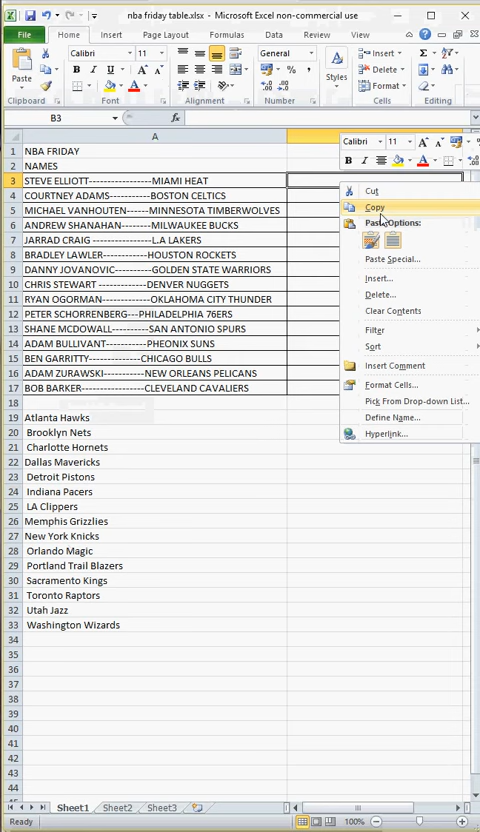 nba friday table.xlsx - Microsoft Excel non-commercial use
File Home Insert Page Layout Formulas Data Review View
Calibri 11 General Insert Σ
Paste B I U $ % , Styles Delete
Format
Clipboard Font Alignment Number Cells Editing
B3 fx
A
Calibri 11
B I
1 NBA FRIDAY
2 NAMES
3 STEVE ELLIOTT------------------MIAMI HEAT
4 COURTNEY ADAMS-----------BOSTON CELTICS
5 MICHAEL VANHOUTEN------MINNESOTA TIMBERWOLVES
6 ANDREW SHANAHAN---------MILWAUKEE BUCKS
7 JARRAD CRAIG -----------------L.A LAKERS
8 BRADLEY LAWLER--------------HOUSTON ROCKETS
9 DANNY JOVANOVIC-----------GOLDEN STATE WARRIORS
10 CHRIS STEWART ---------------DENVER NUGGETS
11 RYAN OGORMAN---------------OKLAHOMA CITY THUNDER
12 PETER SCHORRENBERG-----PHILADELPHIA 76ERS
13 SHANE MCDOWALL----------SAN ANTONIO SPURS
14 ADAM BULLIVANT------------PHEONIX SUNS
15 BEN GARRITTY---------------CHICAGO BULLS
16 ADAM ZURAWSKI-----------NEW ORLEANS PELICANS
17 BOB BARKER------------------CLEVELAND CAVALIERS
18
19 Atlanta Hawks
20 Brooklyn Nets
21 Charlotte Hornets
22 Dallas Mavericks
23 Detroit Pistons
24 Indiana Pacers
25 LA Clippers
26 Memphis Grizzlies
27 New York Knicks
28 Orlando Magic
29 Portland Trail Blazers
30 Sacramento Kings
31 Toronto Raptors
32 Utah Jazz
33 Washington Wizards
34
35
36
37
38
39
40
41
42
43
44
Cut
Copy
Paste Options:
Paste Special...
Insert...
Delete...
Clear Contents
Filter
Sort
Insert Comment
Format Cells...
Pick From Drop-down List...
Define Name...
Hyperlink...
Sheet1 Sheet2 Sheet3
Ready 100%